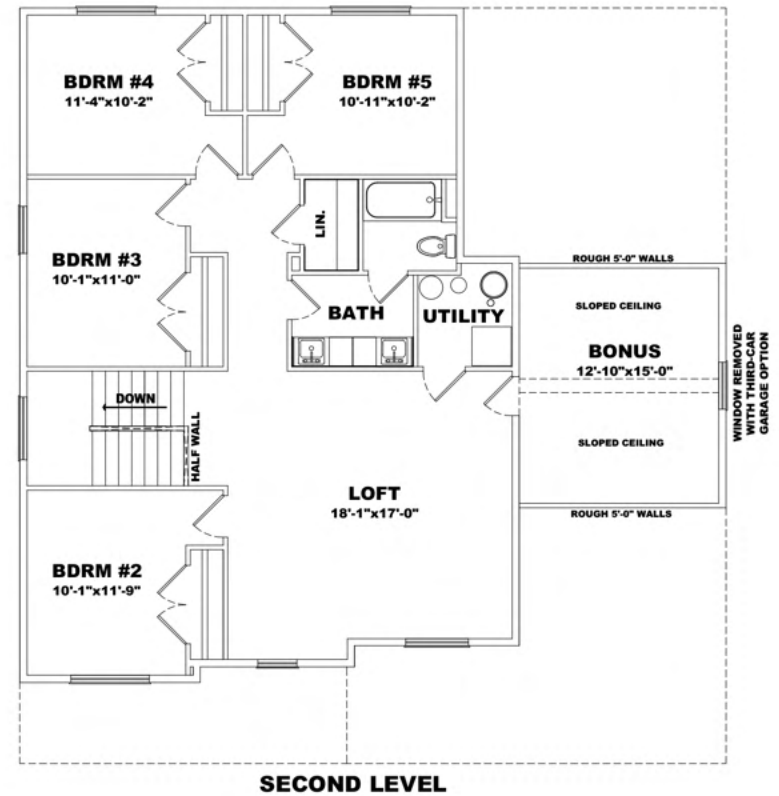 BDRM #4
11'-4"x10'-2"
BDRM #5
10'-11"x10'-2"
LIN.
BDRM #3
10'-1"x11'-0"
BATH
UTILITY
ROUGH 5'-0" WALLS
SLOPED CEILING
BONUS
12'-10"x15'-0"
SLOPED CEILING
ROUGH 5'-0" WALLS
WINDOW REMOVED
WITH THIRD-CAR
GARAGE OPTION
DOWN
HALF WALL
LOFT
18'-1"x17'-0"
BDRM #2
10'-1"x11'-9"
SECOND LEVEL